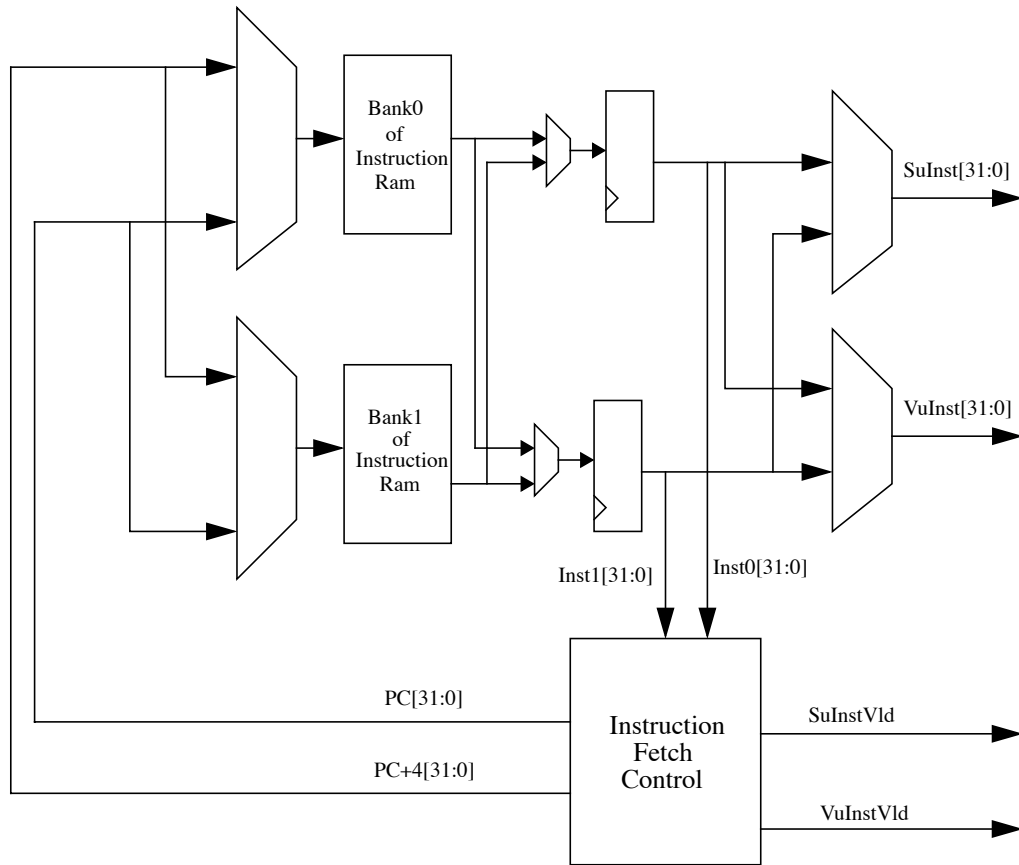 Bank0
of
Instruction
Ram
SuInst[31:0]
Bank1
of
Instruction
Ram
VuInst[31:0]
Inst1[31:0]
Inst0[31:0]
PC[31:0]
PC+4[31:0]
Instruction
Fetch
Control
SuInstVld
VuInstVld